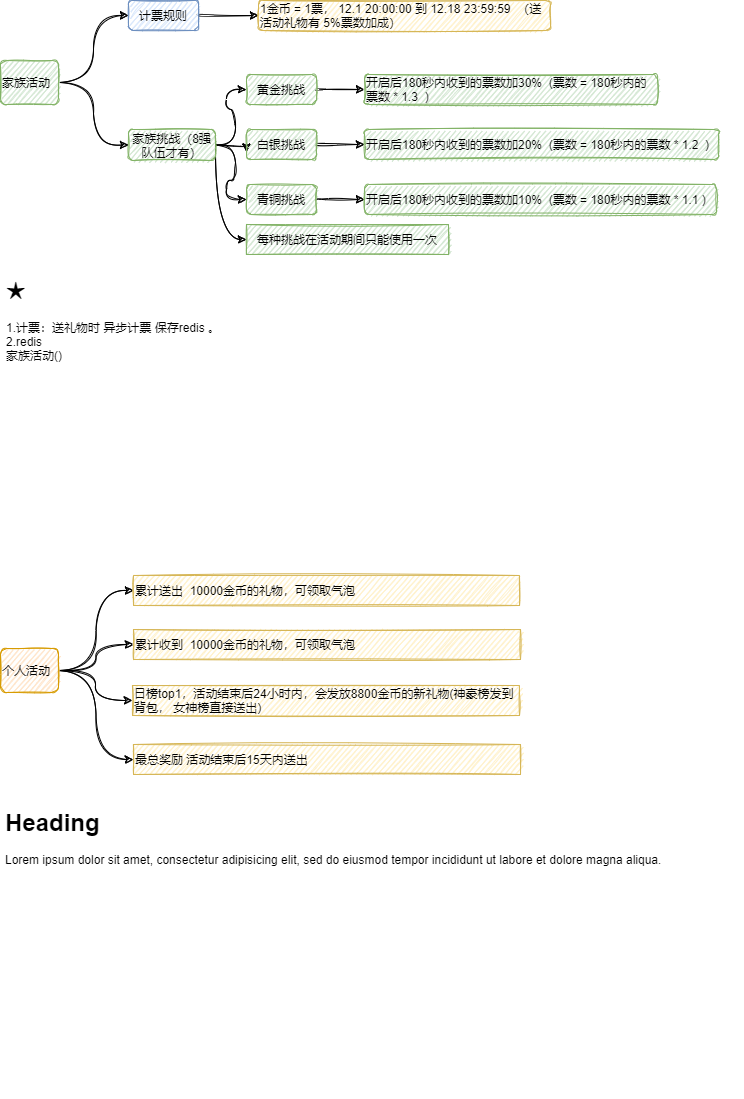 计票规则
1金币 = 1票， 12.1 20:00:00 到 12.18 23:59:59 （送
活动礼物有 5%票数加成）
家族活动
黄金挑战
开启后180秒内收到的票数加30%（票数 = 180秒内的
票数 * 1.3 ）
家族挑战（8强
队伍才有）
白银挑战
开启后180秒内收到的票数加20%（票数 = 180秒内的票数 * 1.2 ）
青铜挑战
开启后180秒内收到的票数加10%（票数 = 180秒内的票数 * 1.1 ）
每种挑战在活动期间只能使用一次
★
1.计票：送礼物时 异步计票 保存redis 。
2.redis
家族活动()
累计送出 10000金币的礼物，可领取气泡
累计收到 10000金币的礼物，可领取气泡
个人活动
日榜top1，活动结束后24小时内，会发放8800金币的新礼物(神豪榜发到
背包， 女神榜直接送出)
最总奖励 活动结束后15天内送出
Heading
Lorem ipsum dolor sit amet, consectetur adipisicing elit, sed do eiusmod tempor incididunt ut labore et dolore magna aliqua.